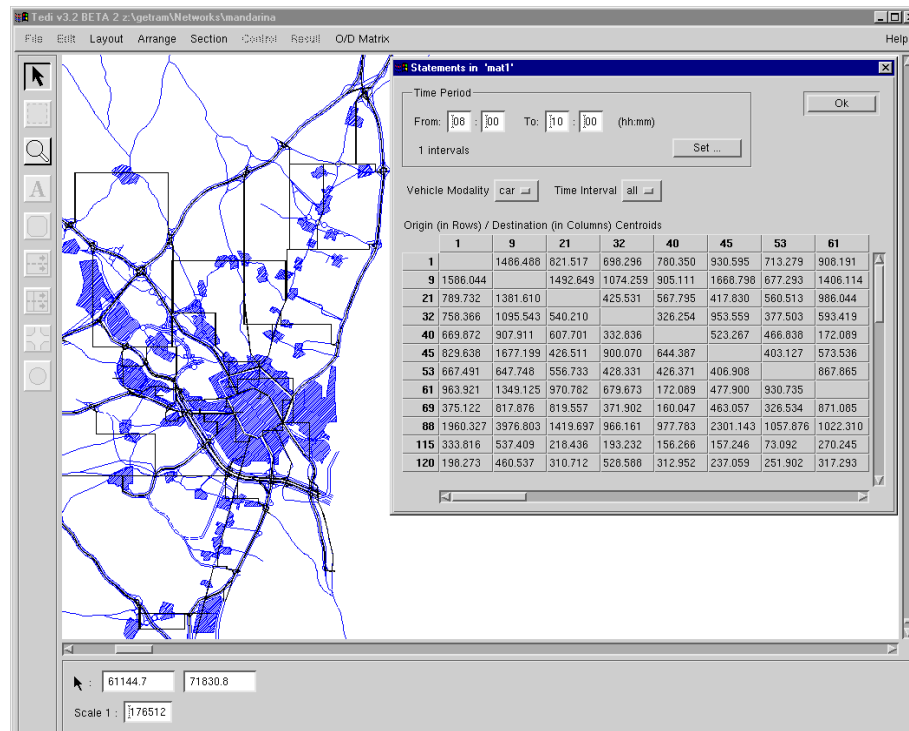 Tedi v3.2 BETA 2 z:\getram\Networks\mandarina
File Edit Layout Arrange Section Control Result O/D Matrix Help
A
Statements in 'mat1'
Time Period
Ok
From: 08 : 00 To: 10 : 00 (hh:mm)
1 intervals Set ...
Vehicle Modality car Time Interval all
Origin (in Rows) / Destination (in Columns) Centroids
1 9 21 32 40 45 53 61
1 1486.488 821.517 698.296 780.350 930.595 713.279 908.191
9 1586.044 1492.649 1074.259 905.111 1668.798 677.293 1406.114
21 789.732 1381.610 425.531 567.795 417.830 560.513 986.044
32 758.366 1095.543 540.210 326.254 953.559 377.503 593.419
40 669.872 907.911 607.701 332.836 523.267 466.838 172.089
45 829.638 1677.199 426.511 900.070 644.387 403.127 573.536
53 667.491 647.748 556.733 428.331 426.371 406.908 867.865
61 963.921 1349.125 970.782 679.673 172.089 477.900 930.735
69 375.122 817.876 819.557 371.902 160.047 463.057 326.534 871.085
88 1960.327 3976.803 1419.697 966.161 977.783 2301.143 1057.876 1022.310
115 333.816 537.409 218.436 193.232 156.266 157.246 73.092 270.245
120 198.273 460.537 310.712 528.588 312.952 237.059 251.902 317.293
: 61144.7 71830.8
Scale 1 : 176512